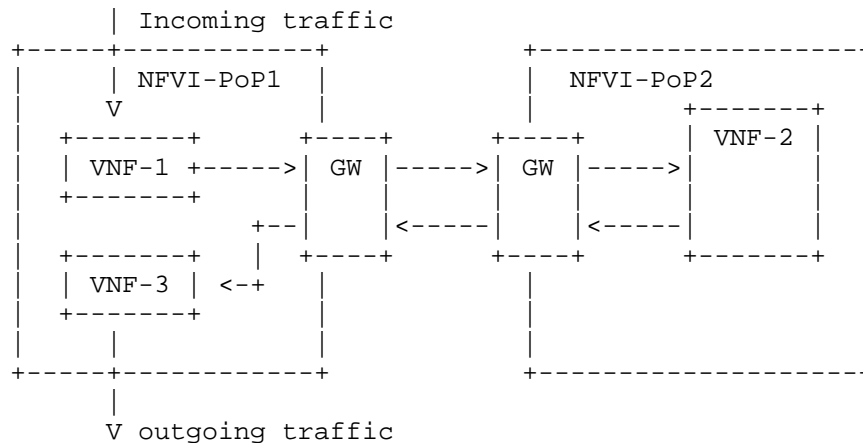 Incoming traffic
NFVI-PoP1 NFVI-PoP2
VNF-1 GW GW VNF-2
VNF-3
outgoing traffic